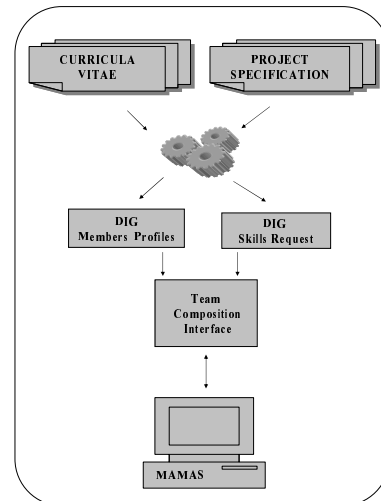 CURRICULA
VITAE
PROJECT
SPECIFICATION
DIG
Members Profiles
DIG
Skills Request
Team
Composition
Interface
MAMAS